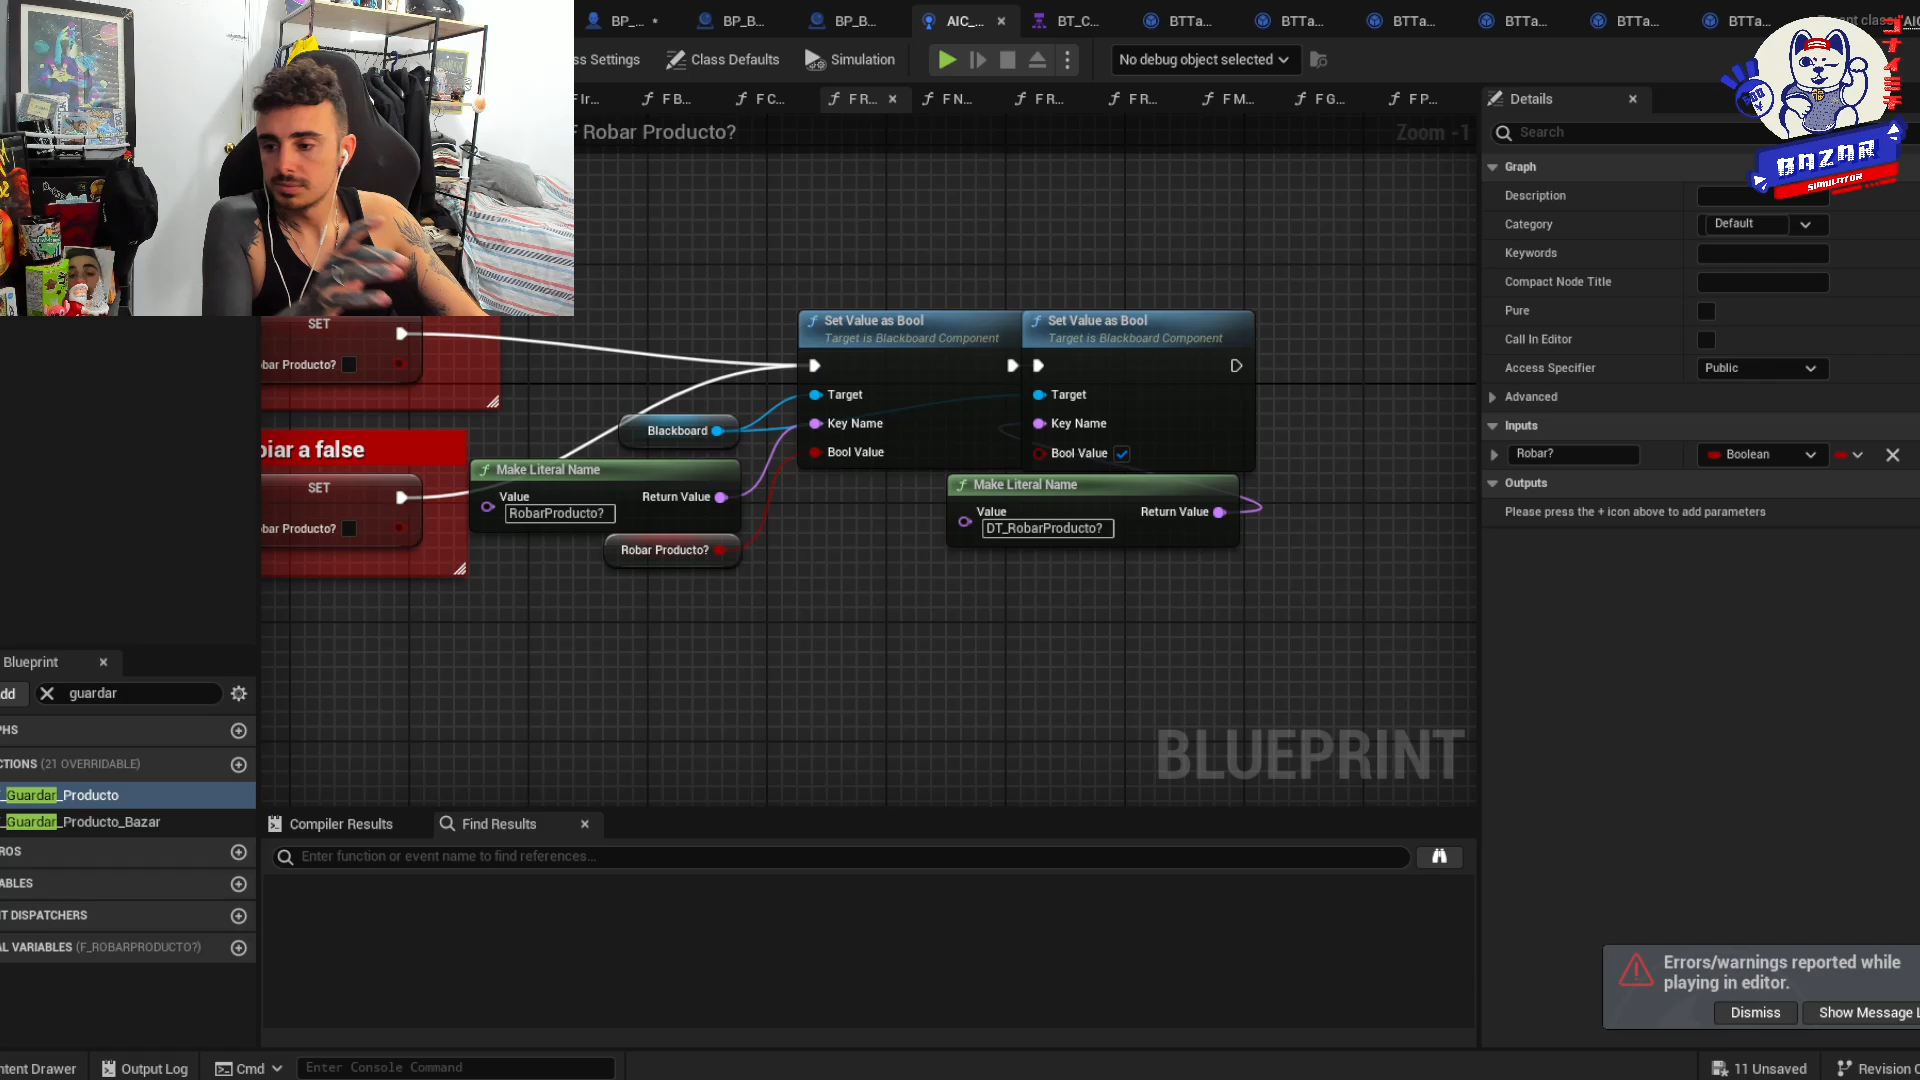 BP_... •
BP_B...
BP_B...
AIC_...
BT_C...
BTTa...
BTTa...
BTTa...
BTTa...
BTTa...
BTTa...
ss Settings
Class Defaults
Simulation
No debug object selected
F B...
F C...
F R...
F N...
F R...
F R...
F M...
F G...
F P...
F Robar Producto?
Zoom -1
SET
obar Producto?
biar a false
SET
obar Producto?
Blackboard
Make Literal Name
Value
Return Value
RobarProducto?
Robar Producto?
Set Value as Bool
Target is Blackboard Component
Target
Key Name
Bool Value
Set Value as Bool
Target is Blackboard Component
Target
Key Name
Bool Value
Make Literal Name
Value
Return Value
DT_RobarProducto?
BLUEPRINT
Details
Search
Graph
Description
Category
Default
Keywords
Compact Node Title
Pure
Call In Editor
Access Specifier
Public
Advanced
Inputs
Robar?
Boolean
Outputs
Please press the + icon above to add parameters
BAZAR
SIMULATOR
Blueprint
dd
guardar
PHS
CTIONS (21 OVERRIDABLE)
_Guardar_Producto
_Guardar_Producto_Bazar
ROS
ABLES
T DISPATCHERS
AL VARIABLES (F_ROBARPRODUCTO?)
Compiler Results
Find Results
Enter function or event name to find references...
Errors/warnings reported while
playing in editor.
Dismiss
Show Message L
ntent Drawer
Output Log
Cmd
Enter Console Command
11 Unsaved
Revision C